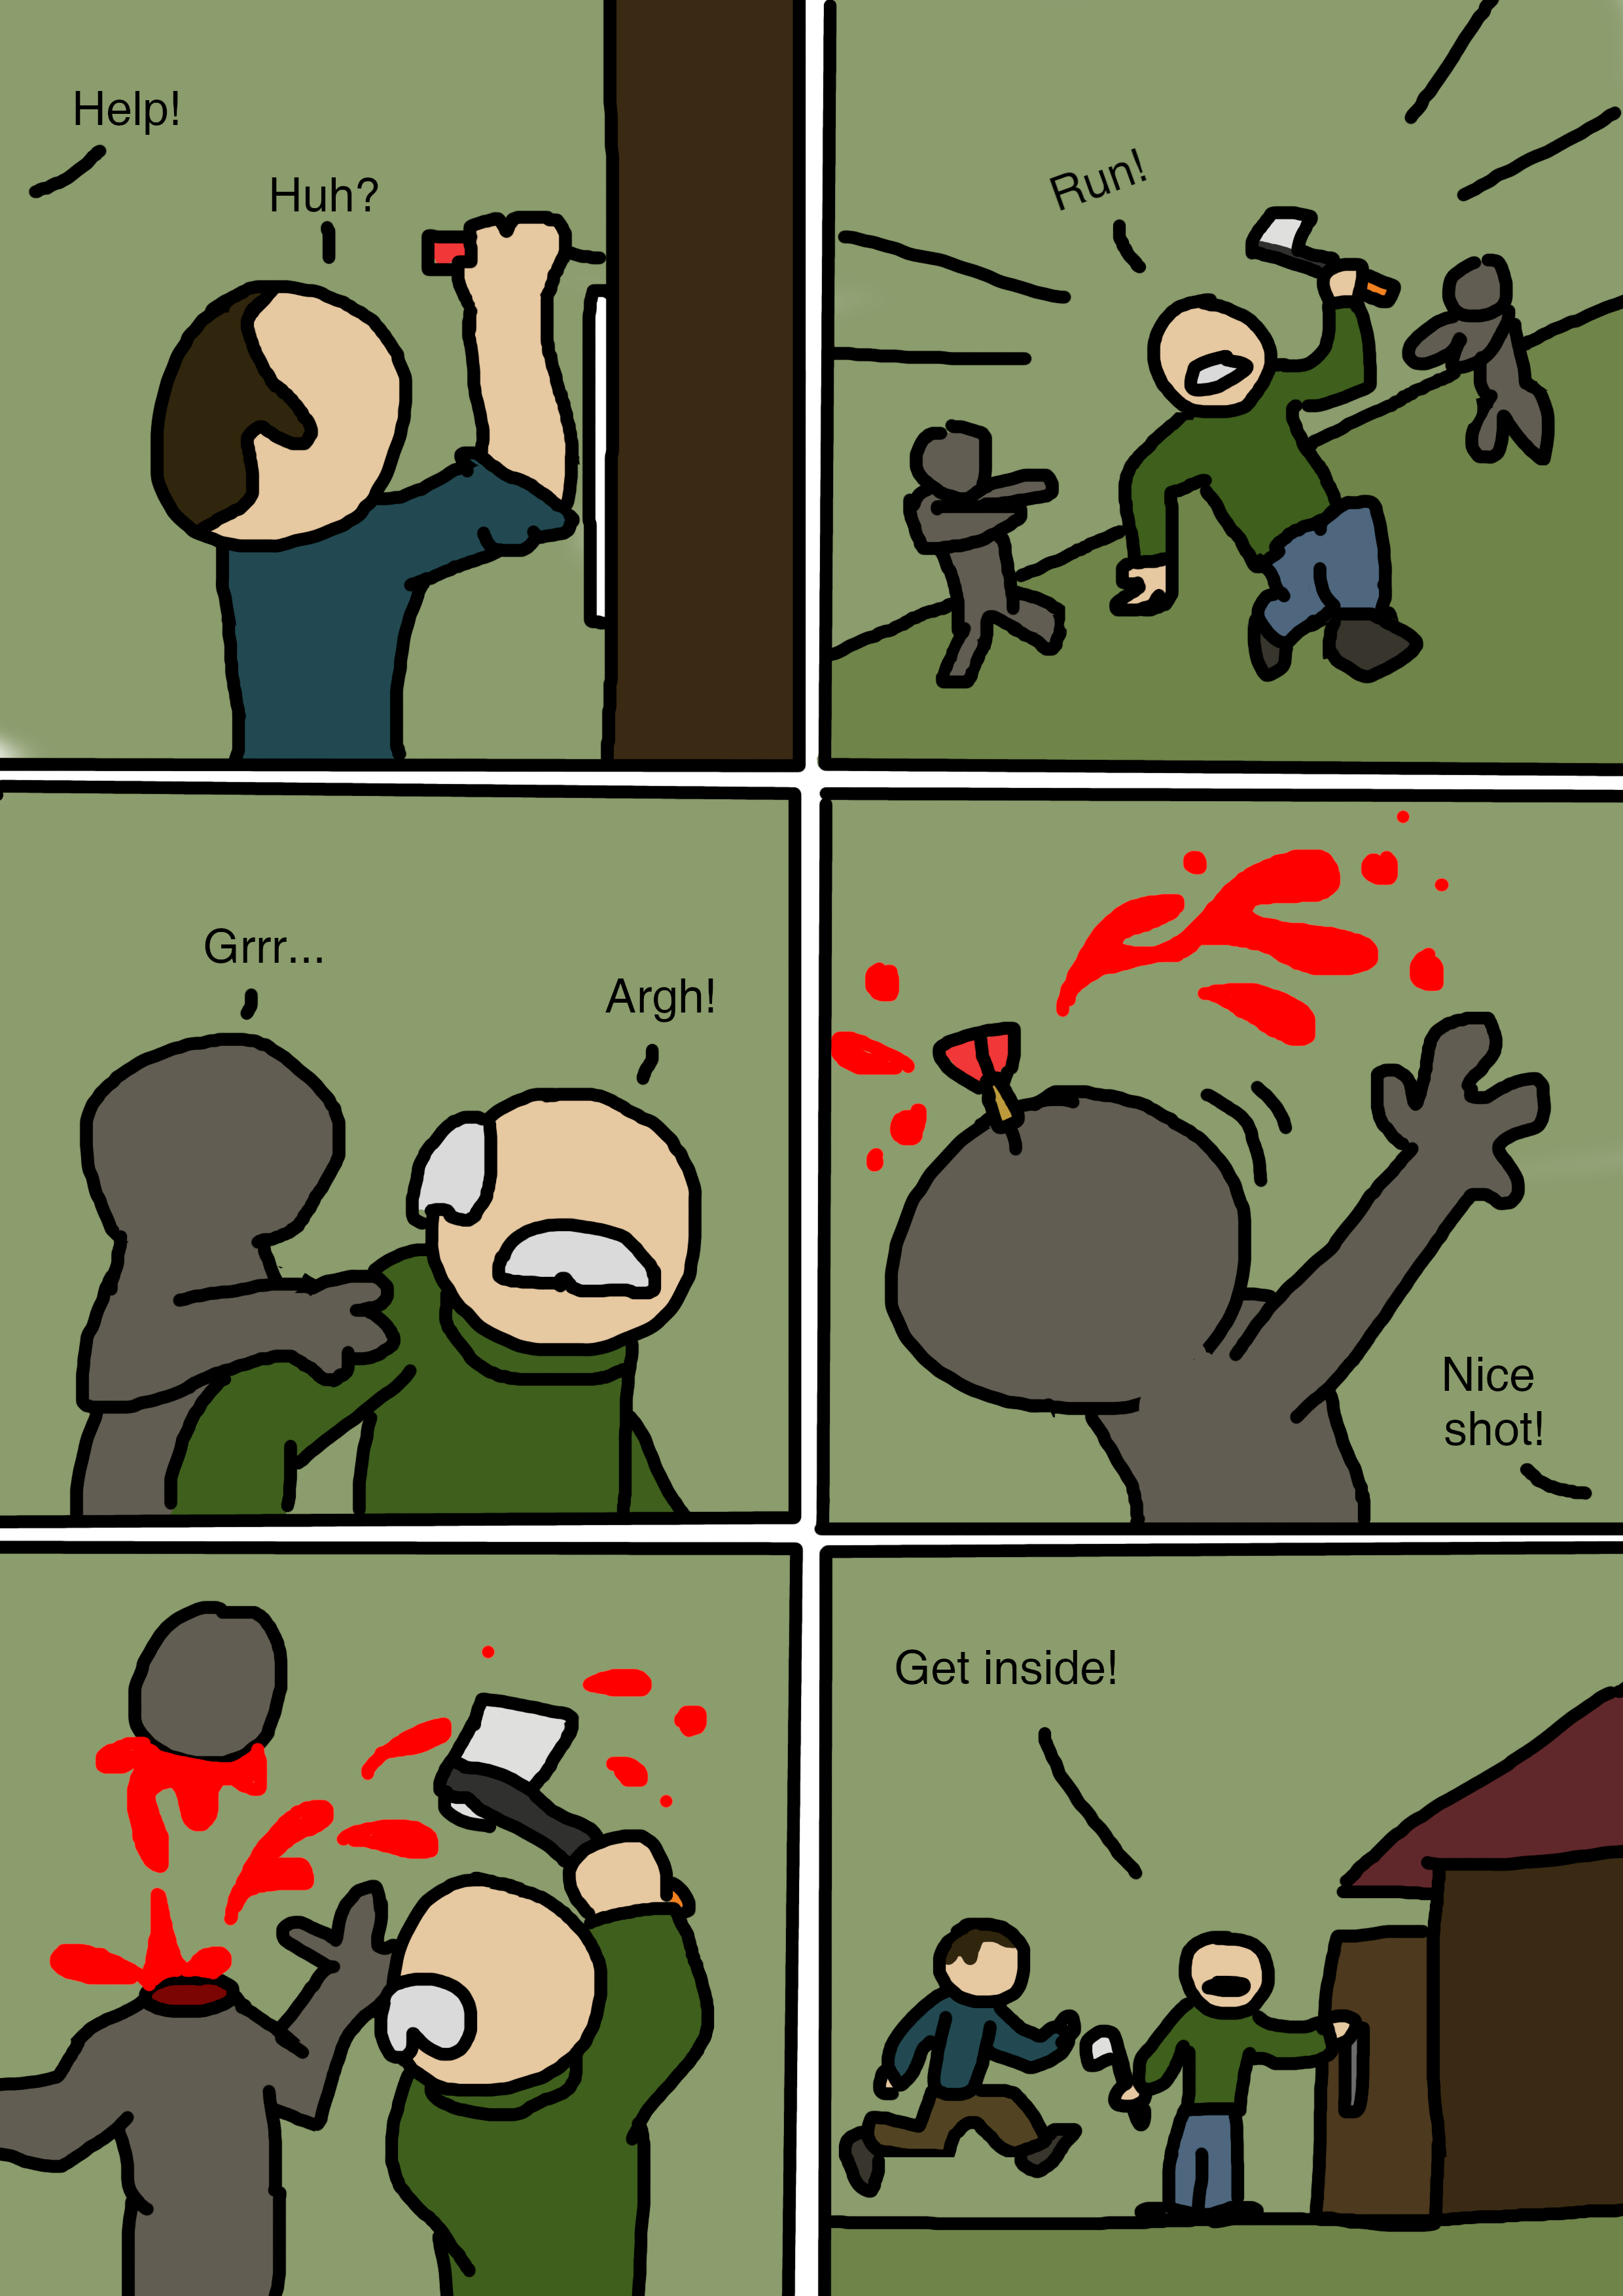 Help!
Huh?
Run!
Grrr...
Argh!
Nice
shot!
Get inside!